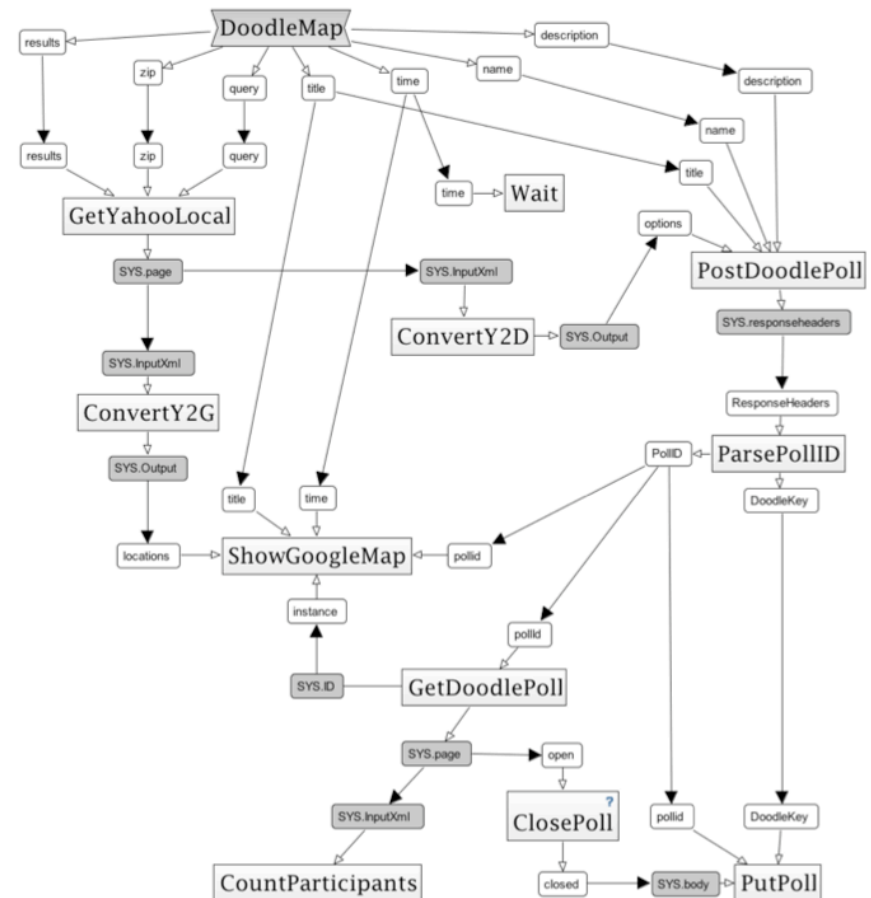 DoodleMap
results
description
zip
query
title
time
name
description
results
zip
query
name
title
time
Wait
GetYahooLocal
options
PostDoodlePoll
SYS.page
SYS.InputXml
SYS.responseheaders
ConvertY2D
SYS.Output
SYS.InputXml
ConvertY2G
ResponseHeaders
SYS.Output
PollID
ParsePollID
title
time
DoodleKey
locations
ShowGoogleMap
pollid
instance
pollId
SYS.ID
GetDoodlePoll
SYS.page
open
SYS.InputXml
?
ClosePoll
pollid
DoodleKey
CountParticipants
closed
SYS.body
PutPoll